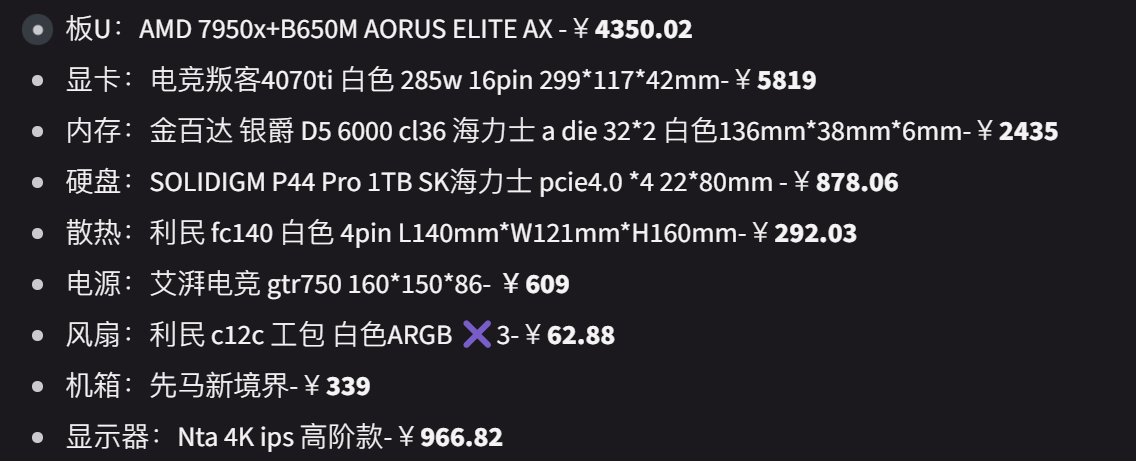 板U：AMD 7950x+B650M AORUS ELITE AX -￥4350.02
显卡：电竞叛客4070ti 白色 285w 16pin 299*117*42mm-￥5819
内存：金百达 银爵 D5 6000 cl36 海力士 a die 32*2 白色136mm*38mm*6mm-￥2435
硬盘：SOLIDIGM P44 Pro 1TB SK海力士 pcie4.0 *4 22*80mm -￥878.06
散热：利民 fc140 白色 4pin L140mm*W121mm*H160mm-￥292.03
电源：艾湃电竞 gtr750 160*150*86- ￥609
风扇：利民 c12c 工包 白色ARGB ✖3-￥62.88
机箱：先马新境界-￥339
显示器：Nta 4K ips 高阶款-￥966.82